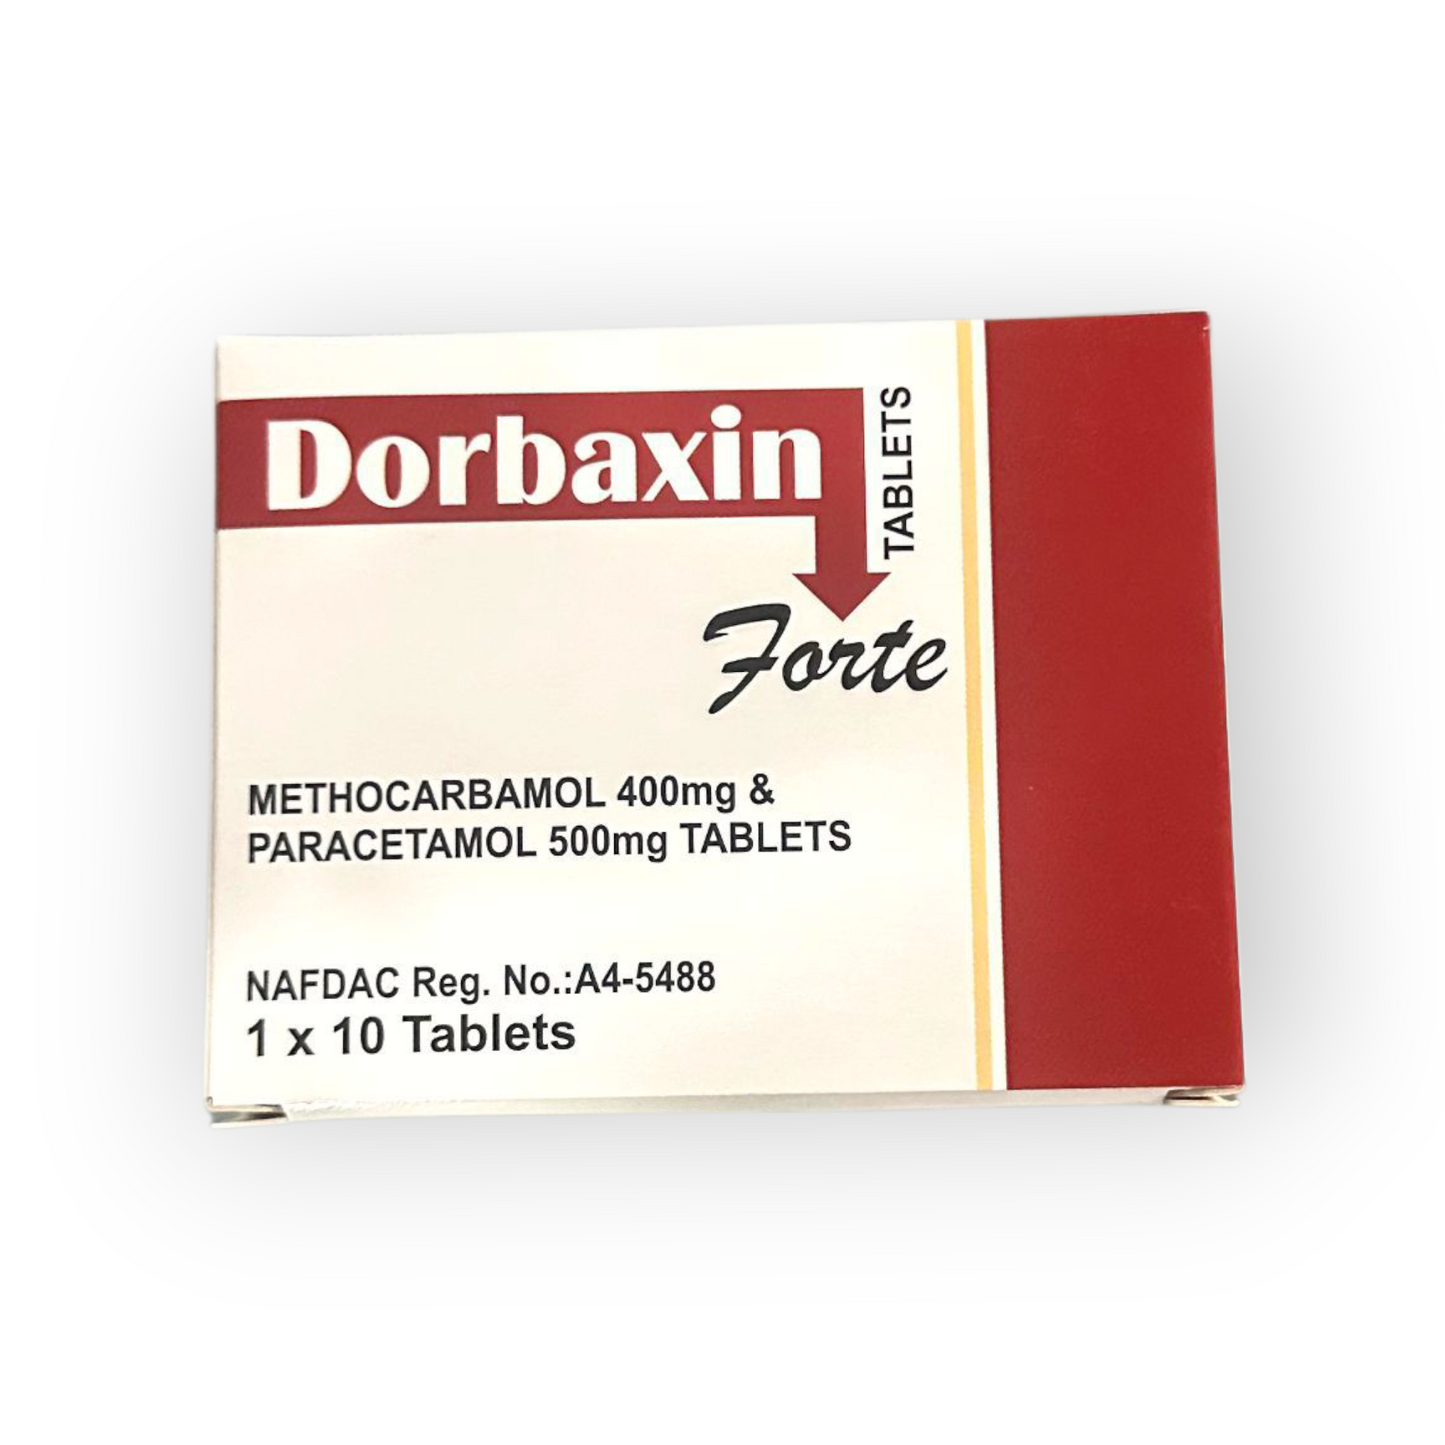 Dorbaxin
TABLETS
Forte
METHOCARBAMOL 400mg &
PARACETAMOL 500mg TABLETS
NAFDAC Reg. No.:A4-5488
1 x 10 Tablets